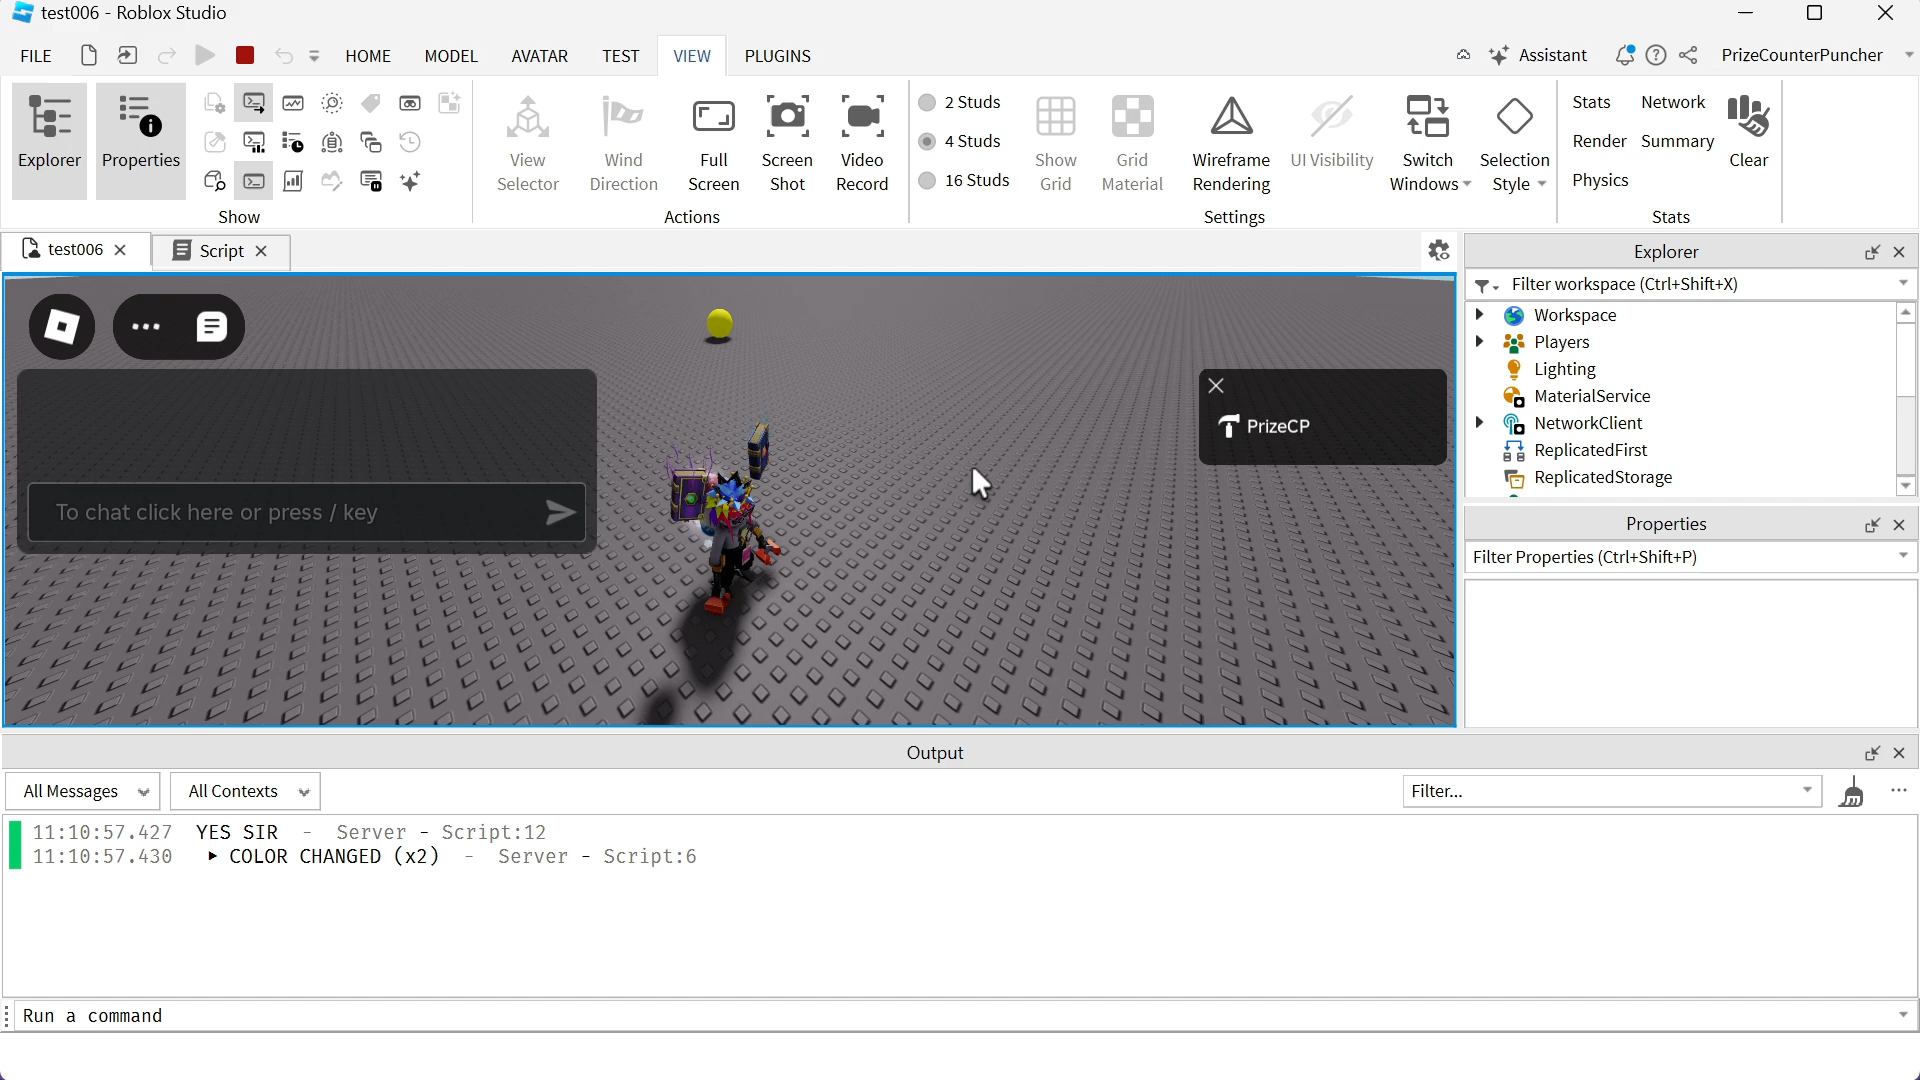 test006 - Roblox Studio
FILE HOME MODEL AVATAR TEST VIEW PLUGINS Assistant PrizeCounterPuncher
Explorer Properties
Show
View Selector
Wind Direction
Full Screen
Screen Shot
Video Record
Actions
2 Studs
4 Studs
16 Studs
Show Grid
Grid Material
Wireframe Rendering
UI Visibility
Switch Windows
Selection Style
Settings
Stats Network
Render Summary
Physics
Clear
Stats
test006 Script
To chat click here or press / key
PrizeCP
Explorer
Filter workspace (Ctrl+Shift+X)
Workspace
Players
Lighting
MaterialService
NetworkClient
ReplicatedFirst
ReplicatedStorage
Properties
Filter Properties (Ctrl+Shift+P)
Output
All Messages All Contexts Filter...
11:10:57.427 YES SIR - Server - Script:12
11:10:57.430 COLOR CHANGED (x2) - Server - Script:6
Run a command